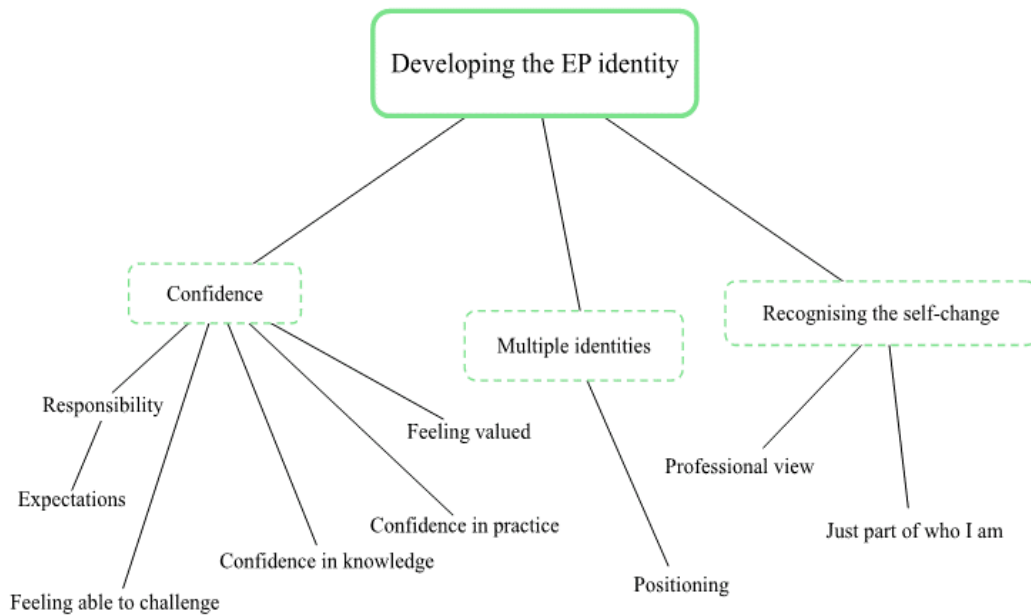 Developing the EP identity
Confidence
Recognising the self-change
Multiple identities
Responsibility
Feeling valued
Professional view
Expectations
Confidence in practice
Just part of who I am
Confidence in knowledge
Positioning
Feeling able to challenge